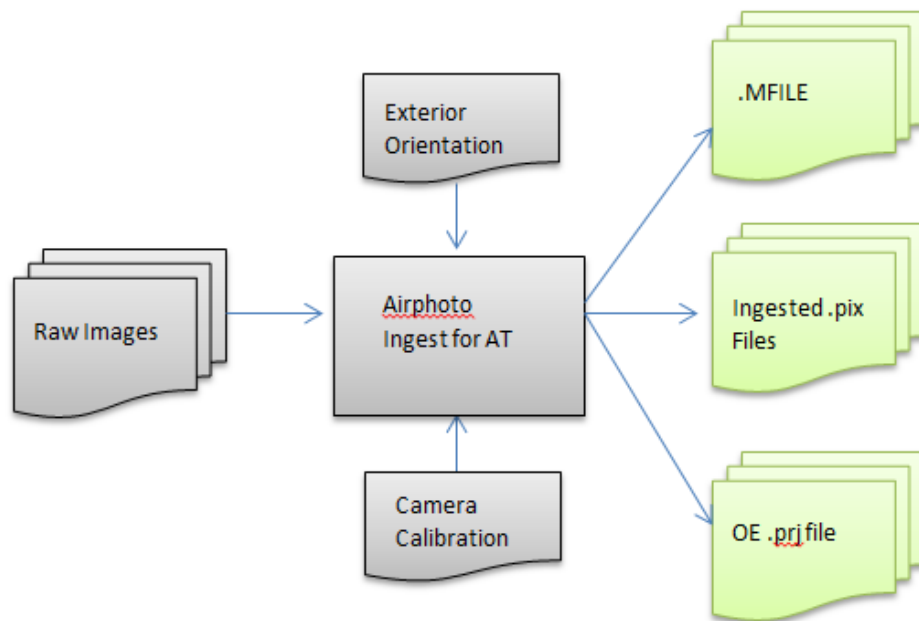 .MFILE
Exterior
Orientation
Raw Images
Airphoto
Ingest for AT
Ingested .pix
Files
Camera
Calibration
OE .prj file